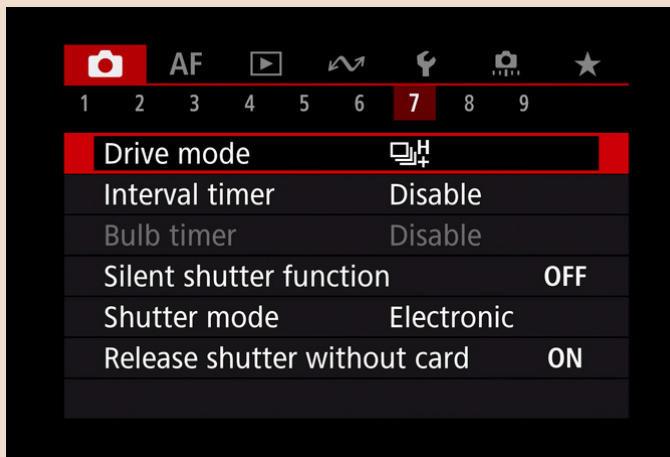 AF
1 2 3 4 5 6 7 8 9
Drive mode H+
Interval timer Disable
Bulb timer Disable
Silent shutter function OFF
Shutter mode Electronic
Release shutter without card ON